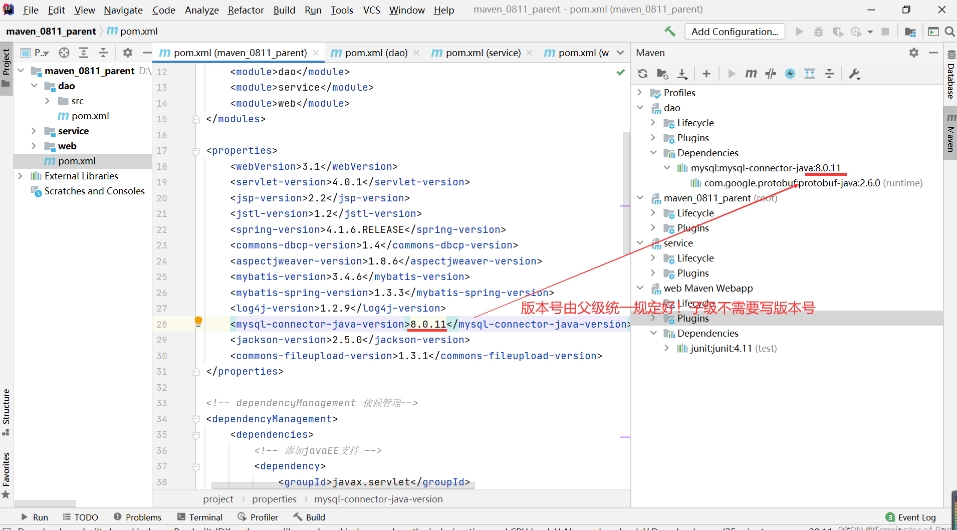 File Edit View Navigate Code Analyze Refactor Build Run Tools VCS Window Help maven_0811_parent - pom.xml (maven_0811_parent)
maven_0811_parent pom.xml Add Configuration...
P... pom.xml (maven_0811_parent) pom.xml (dao) pom.xml (service) pom.xml (w Maven
Project
maven_0811_parent D:\
dao
src
pom.xml
service
web
pom.xml
External Libraries
Scratches and Consoles
Structure
Favorites
12 <module>dao</module>
13 <module>service</module>
14 <module>web</module>
15 </modules>
16
17 <properties>
18 <webVersion>3.1</webVersion>
19 <servlet-version>4.0.1</servlet-version>
20 <jsp-version>2.2</jsp-version>
21 <jstl-version>1.2</jstl-version>
22 <spring-version>4.1.6.RELEASE</spring-version>
23 <commons-dbcp-version>1.4</commons-dbcp-version>
24 <aspectjweaver-version>1.8.6</aspectjweaver-version>
25 <mybatis-version>3.4.6</mybatis-version>
26 <mybatis-spring-version>1.3.3</mybatis-spring-version>
27 <log4j-version>1.2.9</log4j-version>
28 <mysql-connector-java-version>8.0.11</mysql-connector-java-version>
29 <jackson-version>2.5.0</jackson-version>
30 <commons-fileupload-version>1.3.1</commons-fileupload-version>
31 </properties>
32
33 <!-- dependencyManagement 依赖管理-->
34 <dependencyManagement>
35 <dependencies>
36 <!-- 添加javaEE支持 -->
37 <dependency>
38 <groupId>javax.servlet</groupId>
project properties mysql-connector-java-version
版本号由父级统一规定好！子级不需要写版本号
Profiles
dao
Lifecycle
Plugins
Dependencies
mysql:mysql-connector-java:8.0.11
com.google.protobuf:protobuf-java:2.6.0 (runtime)
maven_0811_parent (root)
Lifecycle
Plugins
service
Lifecycle
Plugins
web Maven Webapp
Lifecycle
Plugins
Dependencies
junit:junit:4.11 (test)
Database
Maven
Run TODO Problems Terminal Profiler Build Event Log